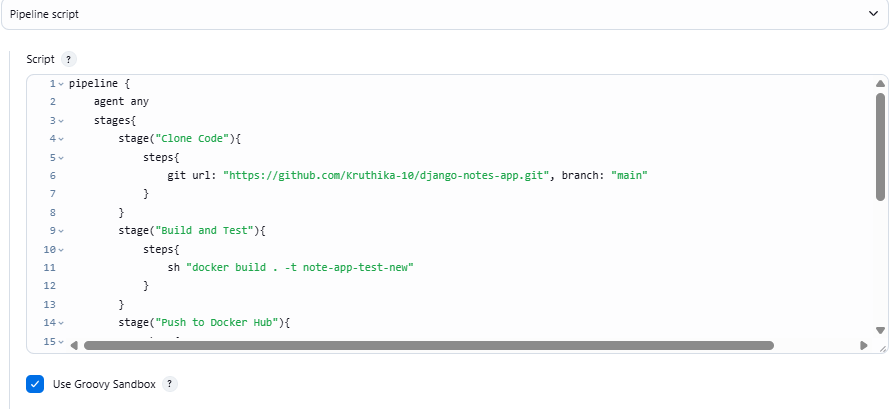 Pipeline script
Script ?
1 pipeline {
2     agent any
3     stages{
4         stage("Clone Code"){
5             steps{
6                 git url: "https://github.com/Kruthika-10/django-notes-app.git", branch: "main"
7             }
8         }
9         stage("Build and Test"){
10             steps{
11                 sh "docker build . -t note-app-test-new"
12             }
13         }
14         stage("Push to Docker Hub"){
15
Use Groovy Sandbox ?